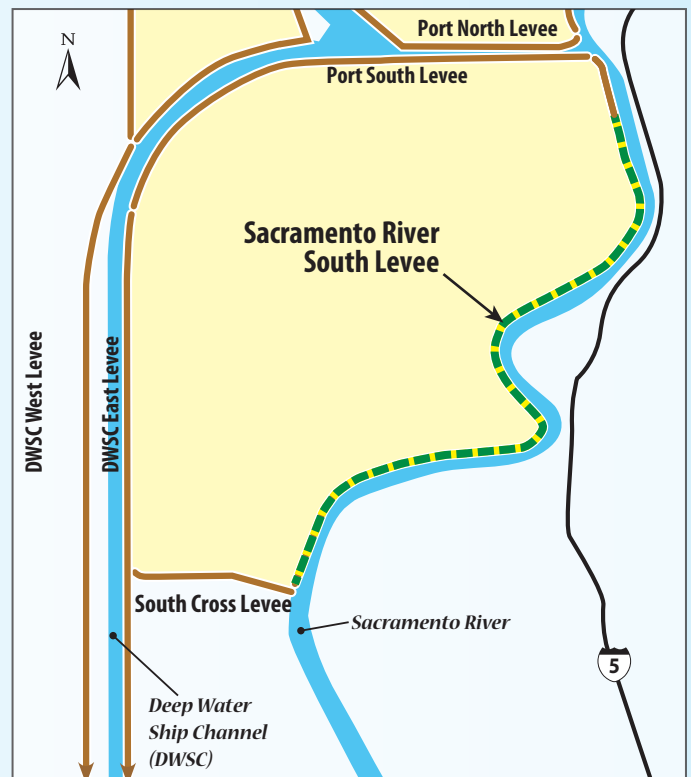 N
Port North Levee
Port South Levee
Sacramento River
South Levee
DWSC West Levee
DWSC East Levee
South Cross Levee
Sacramento River
5
Deep Water
Ship Channel
(DWSC)